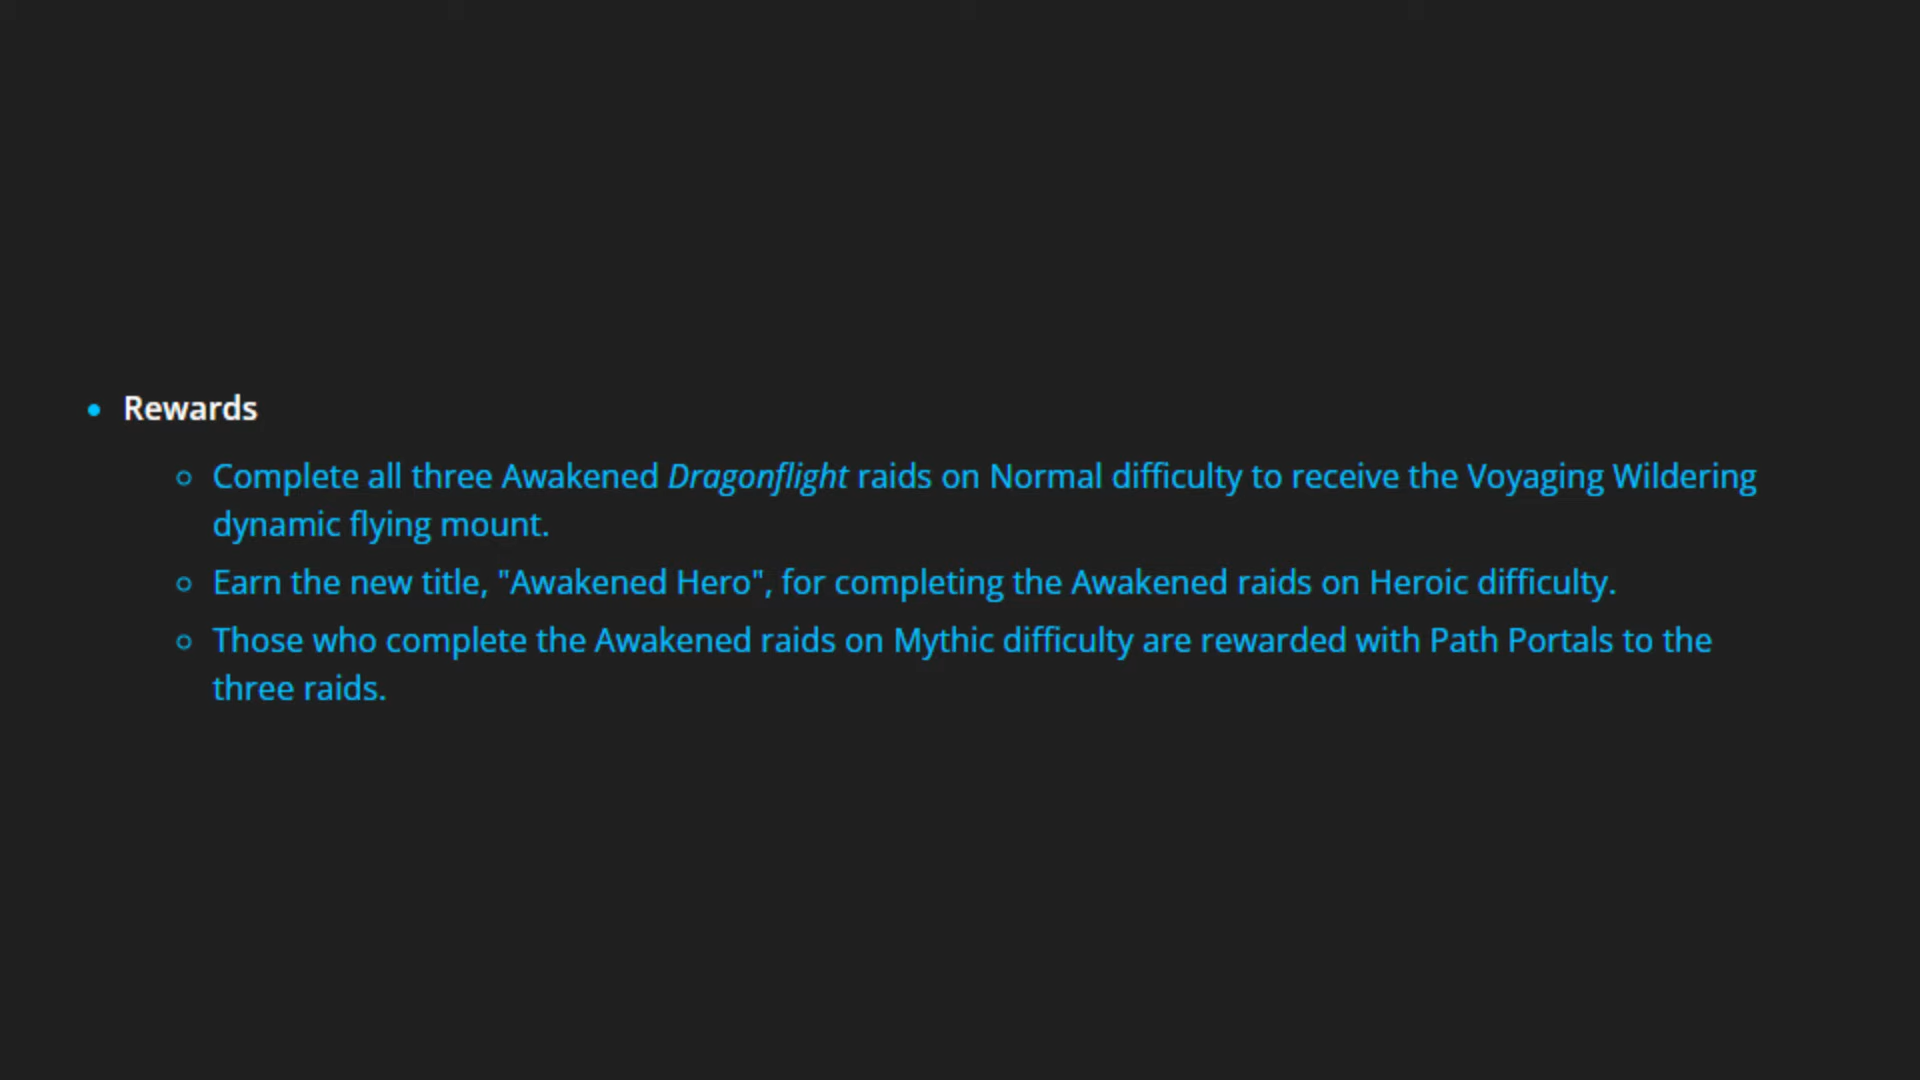 Rewards
Complete all three Awakened Dragonflight raids on Normal difficulty to receive the Voyaging Wildering
dynamic flying mount.
Earn the new title, "Awakened Hero", for completing the Awakened raids on Heroic difficulty.
Those who complete the Awakened raids on Mythic difficulty are rewarded with Path Portals to the
three raids.